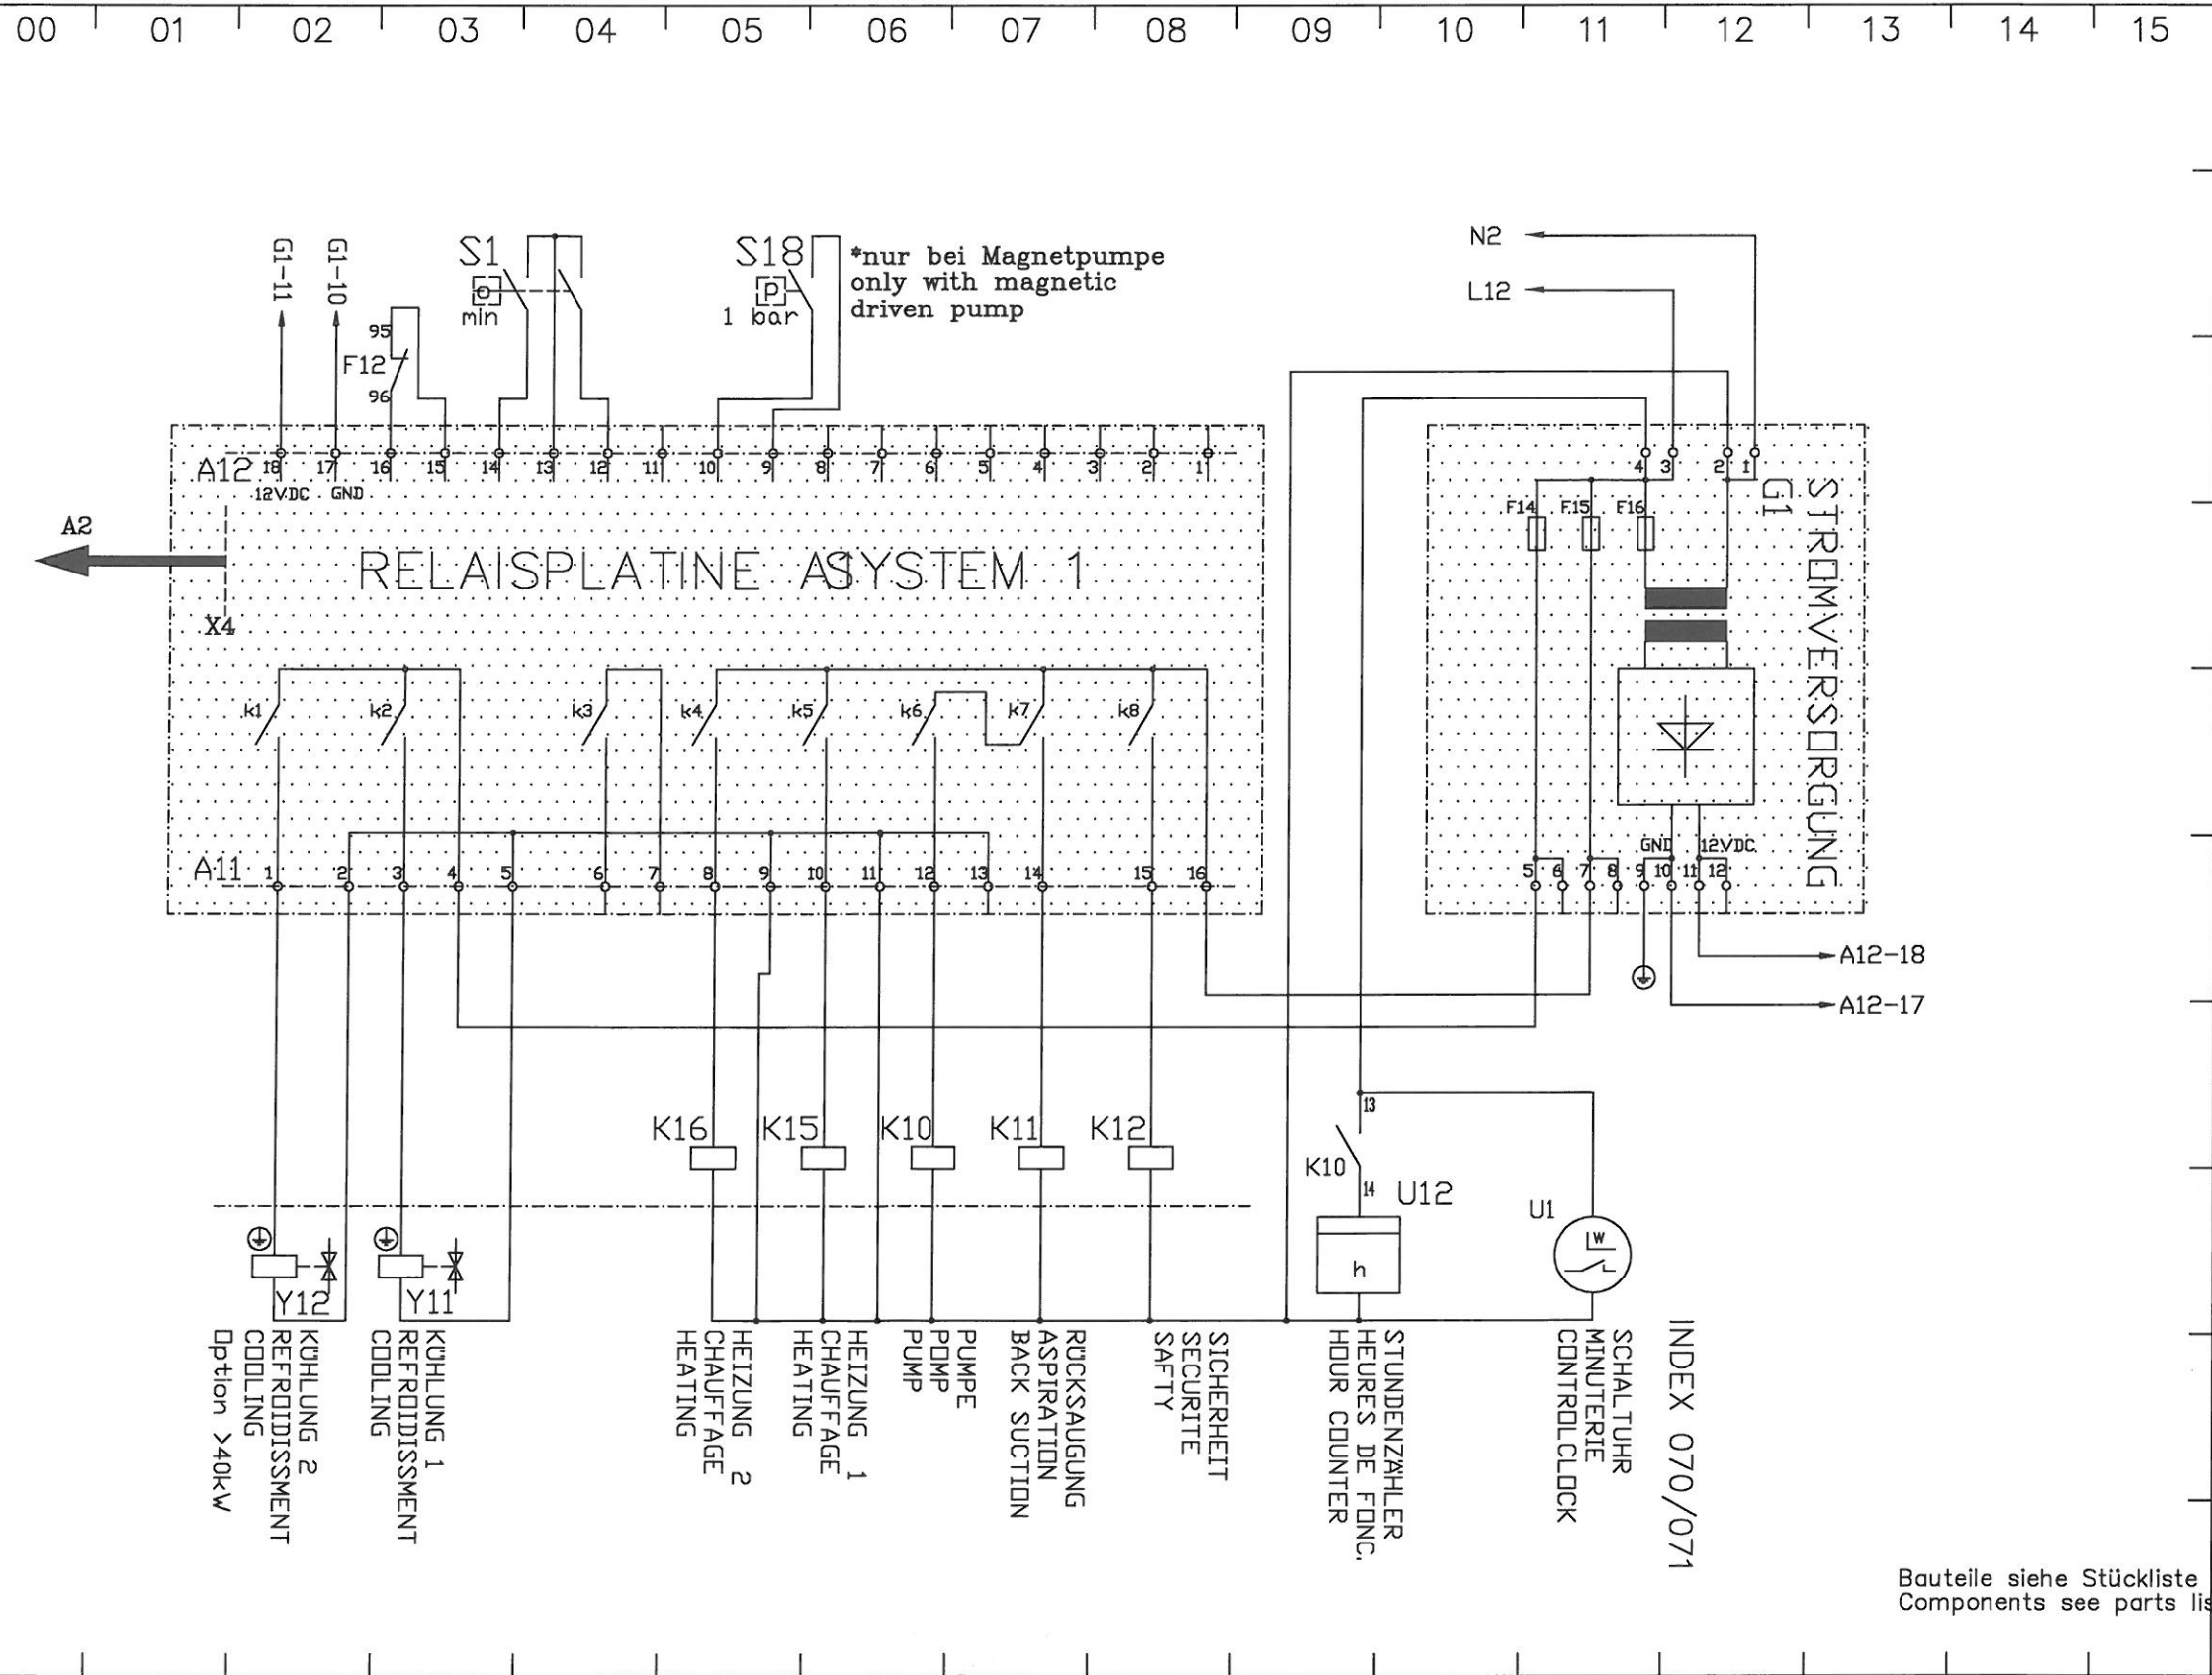 00 01 02 03 04 05 06 07 08 09 10 11 12 13 14 15
G1-11
G1-10
95
F12
96
S1
min
S18
P
1 bar
*nur bei Magnetpumpe
only with magnetic
driven pump
N2
L12
A12
18 17 16 15 14 13 12 11 10 9 8 7 6 5 4 3 2 1
12VDC GND
A2
X4
4 3 2 1
F14 F15 F16
G1
STROMVERSORGUNG
k1 k2 k3 k4 k5 k6 k7 k8
A11
1 2 3 4 5 6 7 8 9 10 11 12 13 14 15 16
GND 12VDC
5 6 7 8 9 10 11 12
A12-18
A12-17
K16 K15 K10 K11 K12
13
K10
14
U12
h
U1
W
Y12
Y11
KÜHLUNG 2
REFROIDISSMENT
COOLING
Option >40kW
KÜHLUNG 1
REFROIDISSMENT
COOLING
HEIZUNG 2
CHAUFFAGE
HEATING
HEIZUNG 1
CHAUFFAGE
HEATING
PUMPE
POMP
PUMP
RÜCKSAUGUNG
ASPIRATION
BACK SUCTION
SICHERHEIT
SECURITE
SAFTY
STUNDENZÄHLER
HEURES DE FONC.
HOUR COUNTER
SCHALTUHR
MINUTERIE
CONTROLCLOCK
INDEX 070/071
RELAISPLATINE SYSTEM 1
Bauteile siehe Stückliste
Components see parts